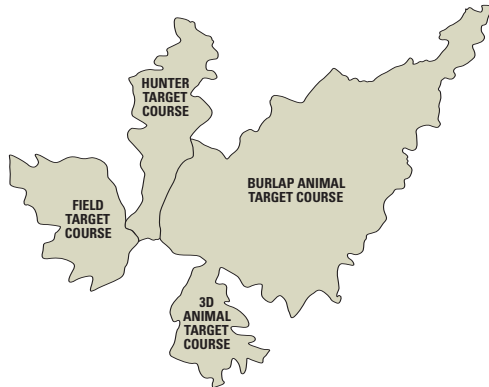 HUNTER
TARGET
COURSE
BURLAP ANIMAL
TARGET COURSE
FIELD
TARGET
COURSE
3D
ANIMAL
TARGET
COURSE